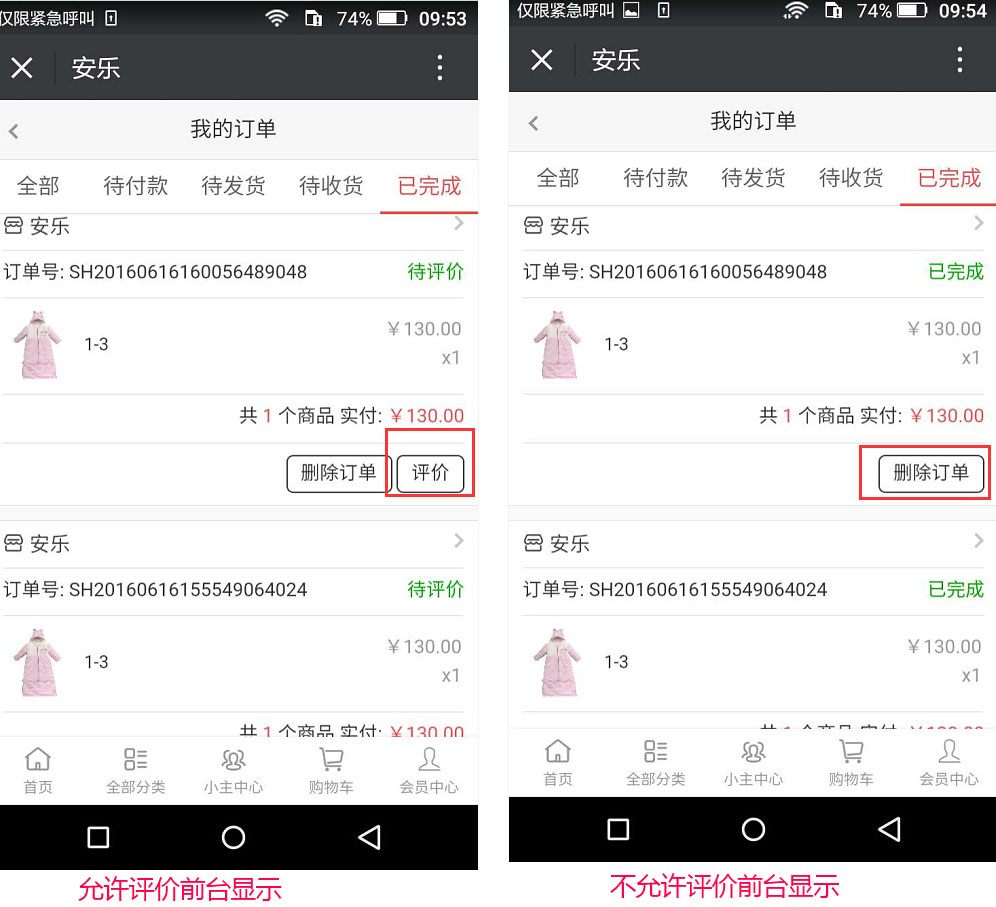 仅限紧急呼叫 74% 09:53
安乐
我的订单
全部 待付款 待发货 待收货 已完成
安乐
订单号: SH20160616160056489048 待评价
1-3 ￥130.00
x1
共 1 个商品 实付: ￥130.00
删除订单 评价
安乐
订单号: SH20160616155549064024 待评价
1-3 ￥130.00
x1
共 1 个商品 实付: ￥130.00
首页 全部分类 小主中心 购物车 会员中心
允许评价前台显示
仅限紧急呼叫 74% 09:54
安乐
我的订单
全部 待付款 待发货 待收货 已完成
安乐
订单号: SH20160616160056489048 已完成
1-3 ￥130.00
x1
共 1 个商品 实付: ￥130.00
删除订单
安乐
订单号: SH20160616155549064024 已完成
1-3 ￥130.00
x1
共 1 个商品 实付: ￥130.00
首页 全部分类 小主中心 购物车 会员中心
不允许评价前台显示